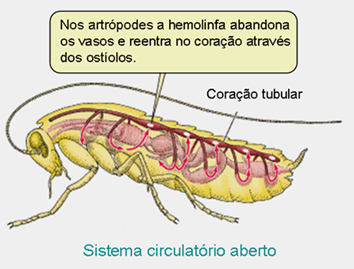 Nos artrópodes a hemolinfa abandona
os vasos e reentra no coração através
dos ostíolos.
Coração tubular
Sistema circulatório aberto